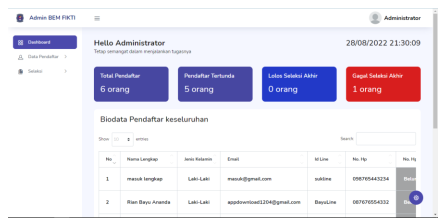 Admin BEM FIKTI
Administrator
Dashboard
Data Pendaftar >
Seleksi >
Hello Administrator
28/08/2022 21:30:09
Tetap semangat dalam menjalankan tugasnya
Total Pendaftar
6 orang
Pendaftar Tertunda
5 orang
Lolos Seleksi Akhir
0 orang
Gagal Seleksi Akhir
1 orang
Biodata Pendaftar keseluruhan
Show 10 entries
Search:
No Nama Lengkap Jenis Kelamin Email Id Line No. Hp No. Hp
1 masuk lengkap Laki-Laki masuk@gmail.com sukline 098765443234
2 Rian Bayu Ananda Laki-Laki appdownload1204@gmail.com BayuLine 087676554332